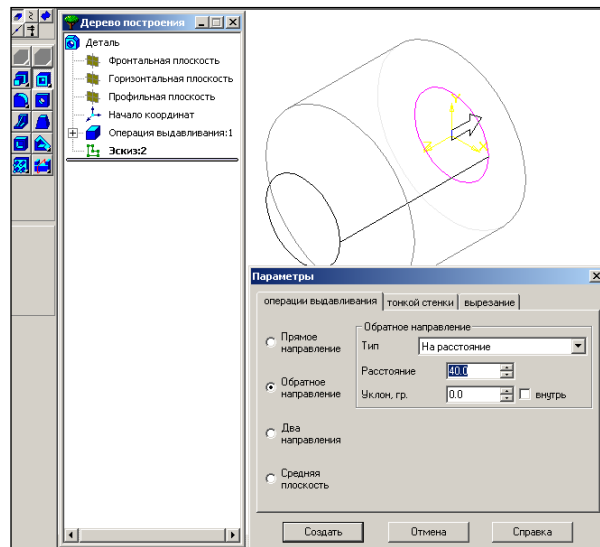 Дерево построения
Деталь
Фронтальная плоскость
Горизонтальная плоскость
Профильная плоскость
Начало координат
Операция выдавливания:1
Эскиз:2
Параметры
операции выдавливания
тонкой стенки
вырезание
Прямое
направление
Обратное
направление
Два
направления
Средняя
плоскость
Обратное направление
Тип
На расстояние
Расстояние
40.0
Уклон, гр.
0.0
внутрь
Создать
Отмена
Справка